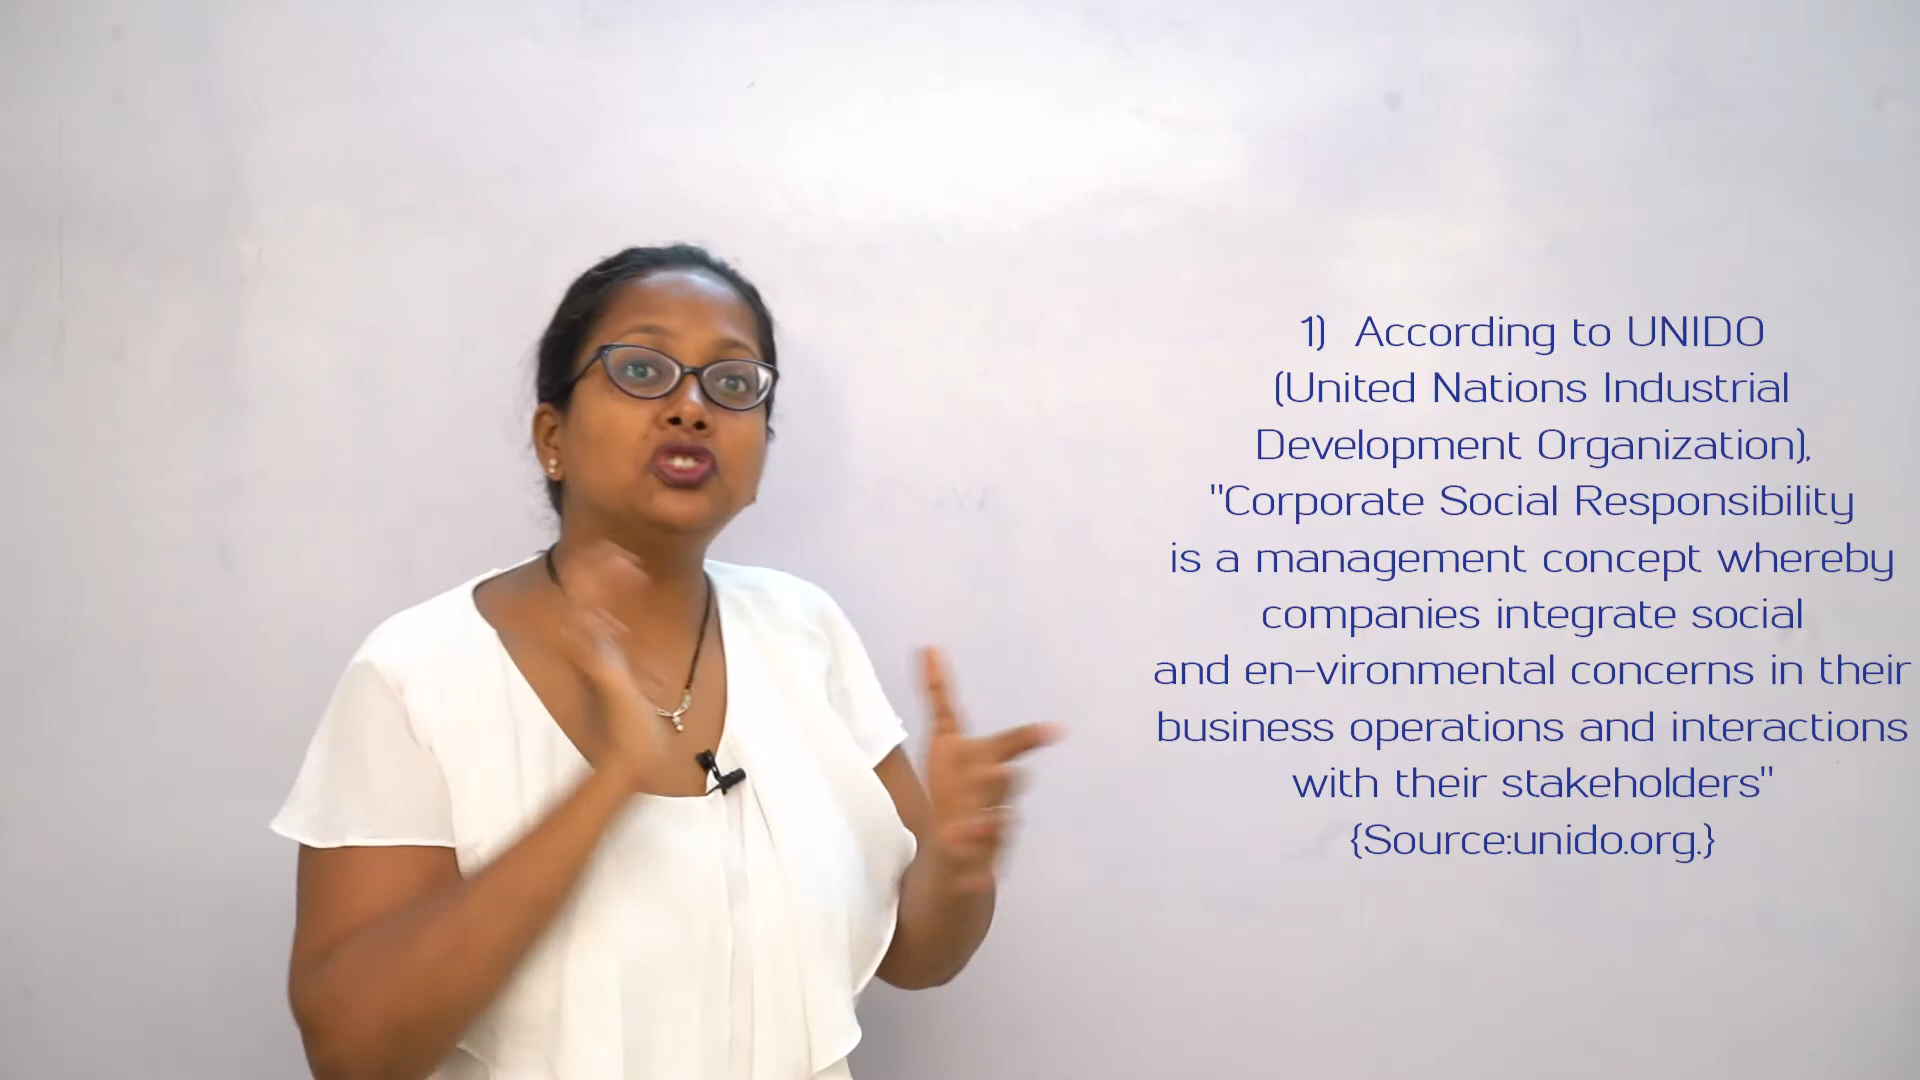 1) According to UNIDO
(United Nations Industrial
Development Organization),
"Corporate Social Responsibility
is a management concept whereby
companies integrate social
and en-vironmental concerns in their
business operations and interactions
with their stakeholders"
{Source:unido.org.}